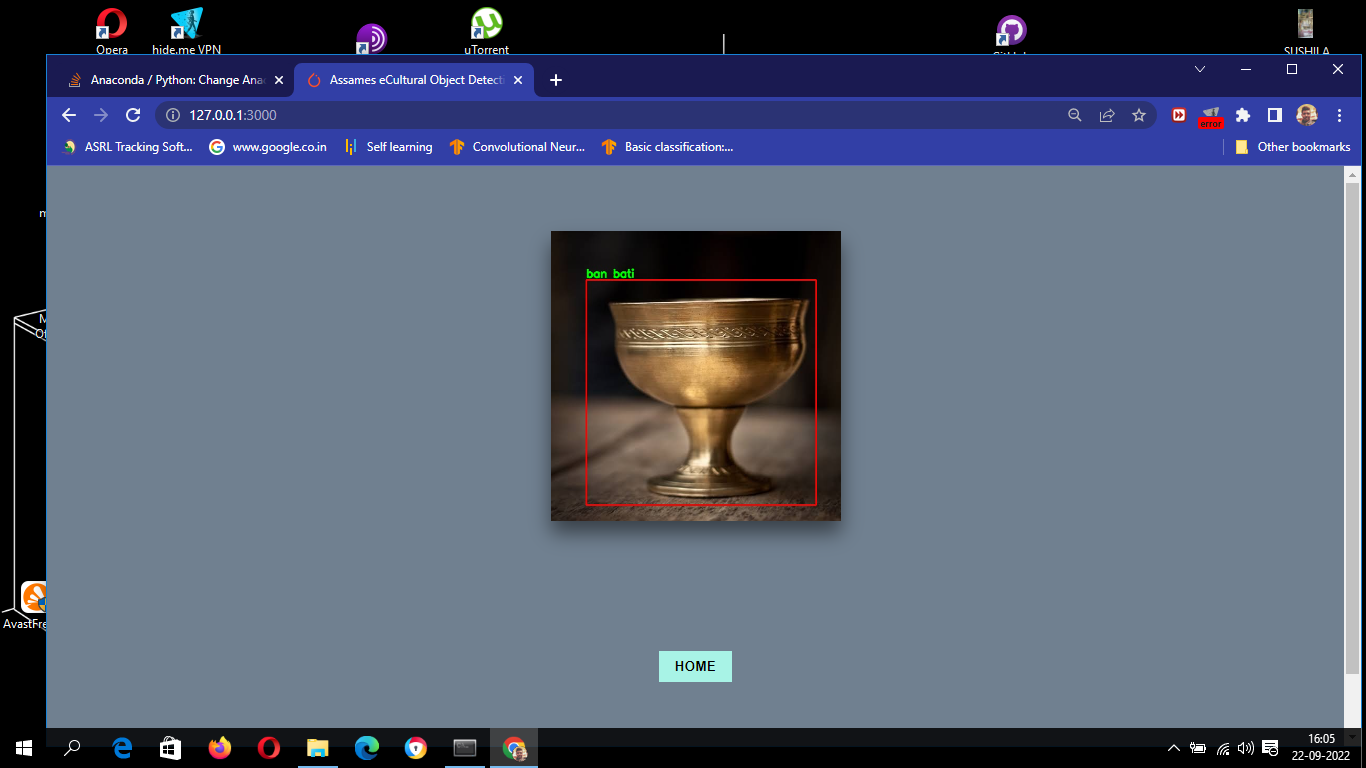 Opera
hide.me VPN
uTorrent
SUSHILA
Anaconda / Python: Change Ana
Assames eCultural Object Detect
127.0.0.1:3000
error
ASRL Tracking Soft...
www.google.co.in
Self learning
Convolutional Neur...
Basic classification:...
Other bookmarks
ban bati
AvastFre
HOME
16:05
22-09-2022